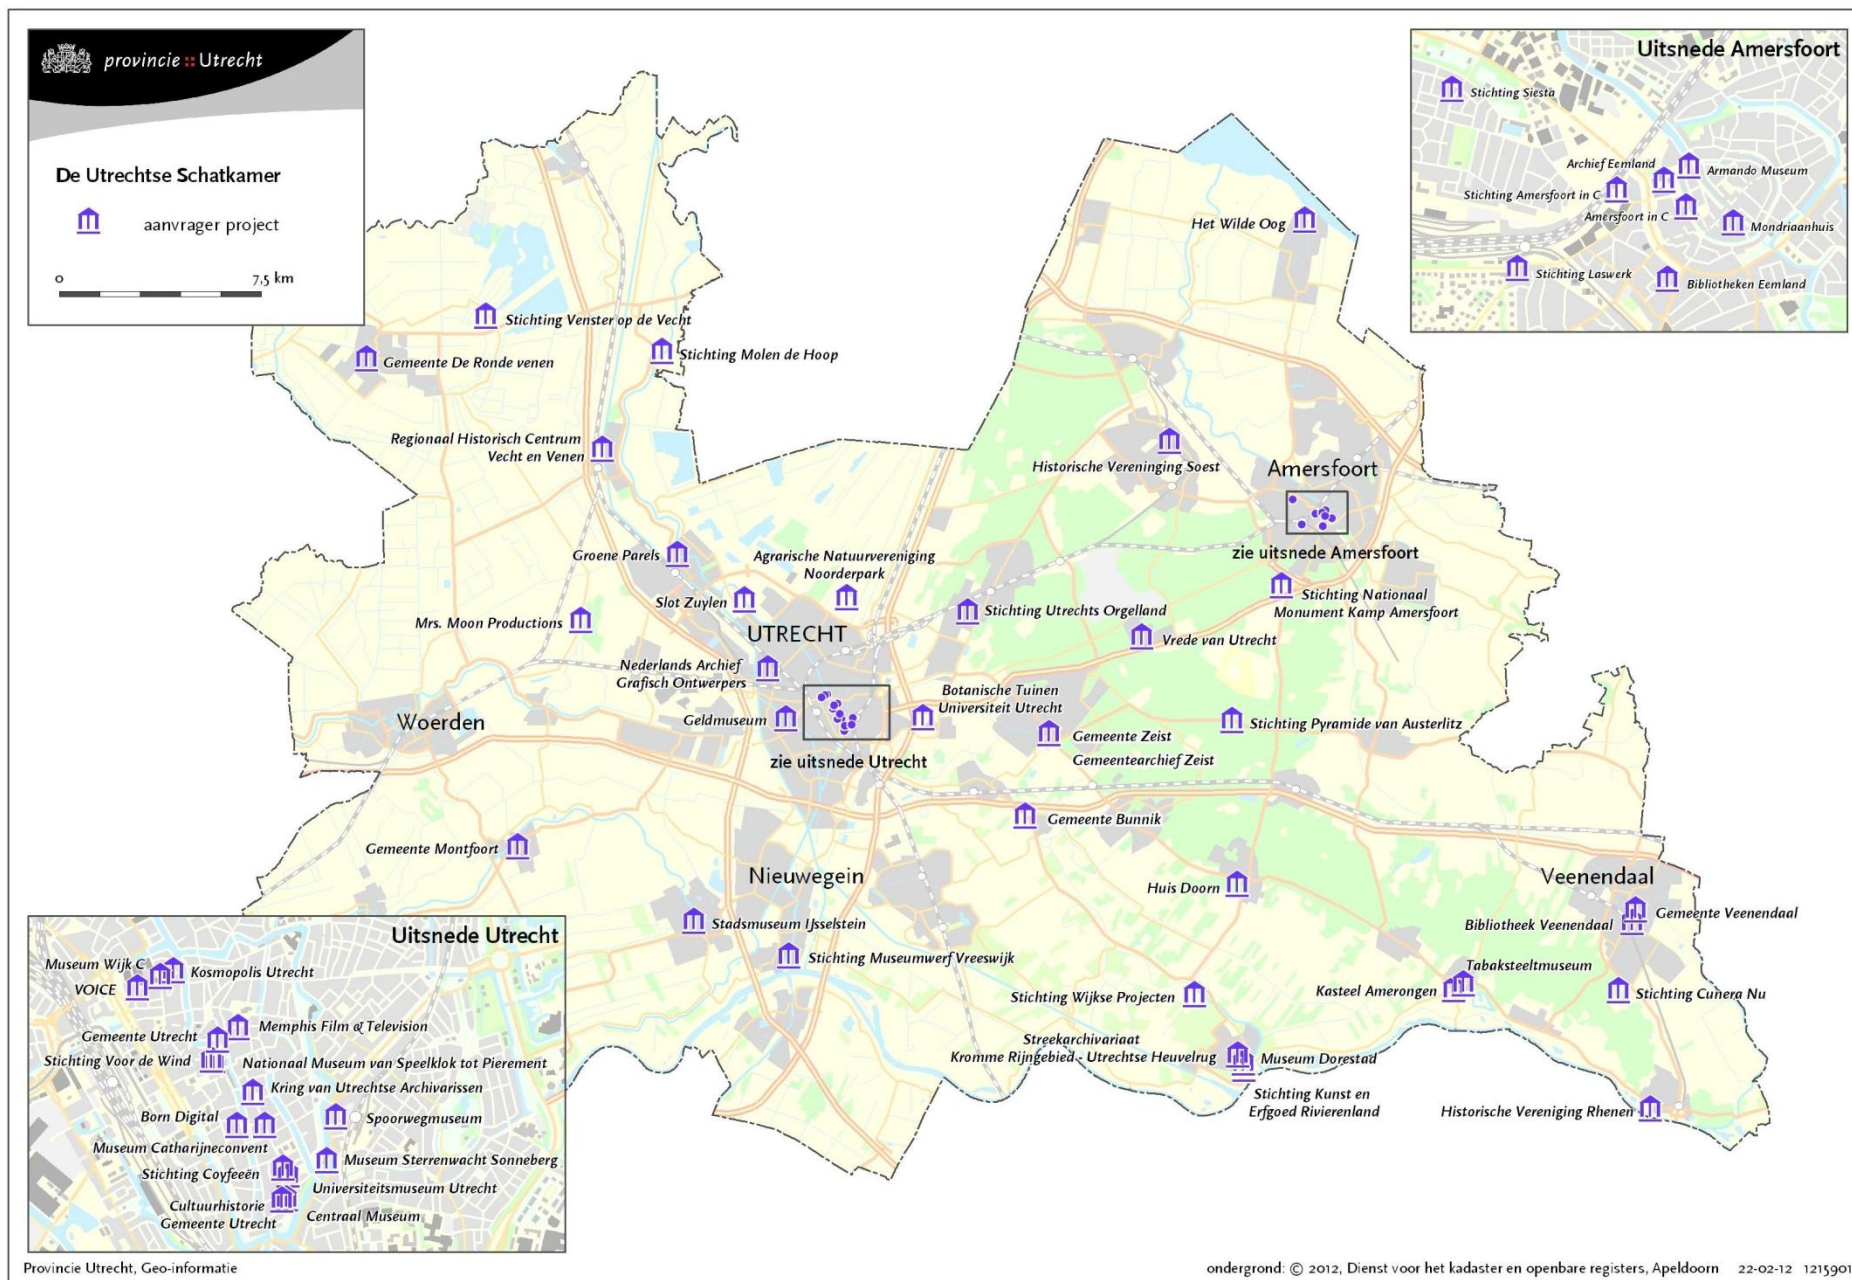 provincie :: Utrecht
De Utrechtse Schatkamer
aanvrager project
0 7,5 km
Uitsnede Amersfoort
Stichting Siesta
Archief Eemland
Armando Museum
Stichting Amersfoort in C
Amersfoort in C
Mondriaanhuis
Stichting Laswerk
Bibliotheken Eemland
Het Wilde Oog
Stichting Venster op de Vecht
Gemeente De Ronde venen
Stichting Molen de Hoop
Regionaal Historisch Centrum
Vecht en Venen
Historische Vereninging Soest
Amersfoort
zie uitsnede Amersfoort
Groene Parels
Agrarische Natuurvereniging
Noorderpark
Slot Zuylen
Stichting Nationaal
Monument Kamp Amersfoort
Stichting Utrechts Orgelland
Mrs. Moon Productions
UTRECHT
Vrede van Utrecht
Nederlands Archief
Grafisch Ontwerpers
Botanische Tuinen
Universiteit Utrecht
Geldmuseum
Woerden
Stichting Pyramide van Austerlitz
Gemeente Zeist
Gemeentearchief Zeist
zie uitsnede Utrecht
Gemeente Bunnik
Gemeente Montfoort
Nieuwegein
Huis Doorn
Veenendaal
Gemeente Veenendaal
Bibliotheek Veenendaal
Stadsmuseum IJsselstein
Stichting Museumwerf Vreeswijk
Tabaksteeltmuseum
Kasteel Amerongen
Stichting Cunera Nu
Stichting Wijkse Projecten
Streekarchivariaat
Kromme Rijngebied - Utrechtse Heuvelrug
Museum Dorestad
Stichting Kunst en
Erfgoed Rivierenland
Historische Vereniging Rhenen
Uitsnede Utrecht
Museum Wijk C
Kosmopolis Utrecht
VOICE
Memphis Film & Television
Gemeente Utrecht
Stichting Voor de Wind
Nationaal Museum van Speelklok tot Pierement
Kring van Utrechtse Archivarissen
Born Digital
Spoorwegmuseum
Museum Catharijneconvent
Museum Sterrenwacht Sonneberg
Stichting Coyfeeën
Universiteitsmuseum Utrecht
Cultuurhistorie
Gemeente Utrecht
Centraal Museum
Provincie Utrecht, Geo-informatie
ondergrond: © 2012, Dienst voor het kadaster en openbare registers, Apeldoorn 22-02-12 1215901